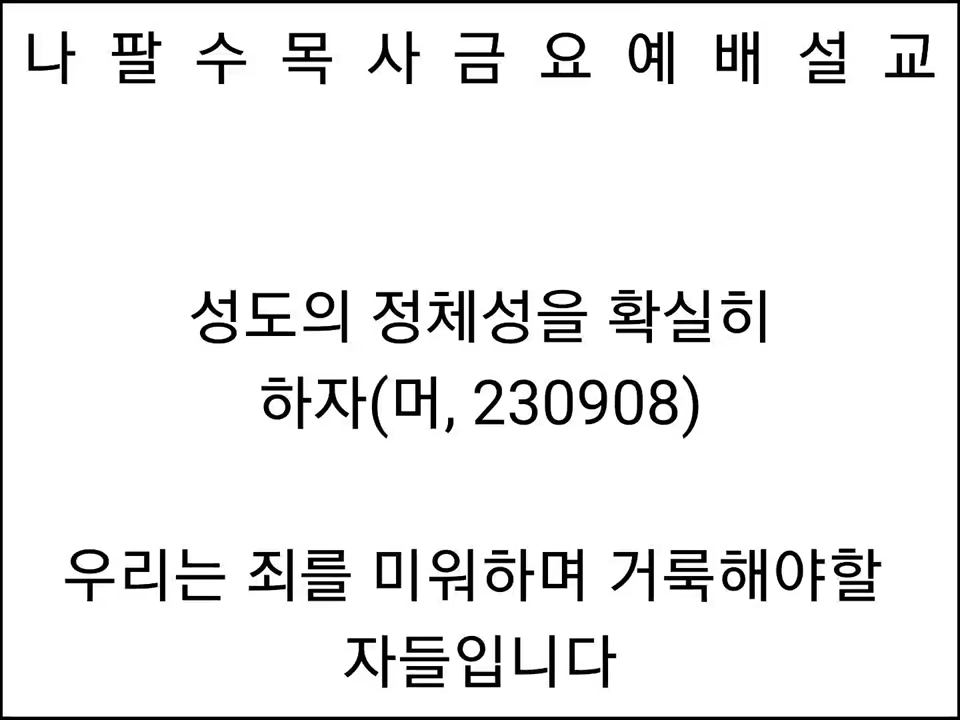 나 팔 수 목 사 금 요 예 배 설 교
성도의 정체성을 확실히
하자(머, 230908)
우리는 죄를 미워하며 거룩해야할
자들입니다